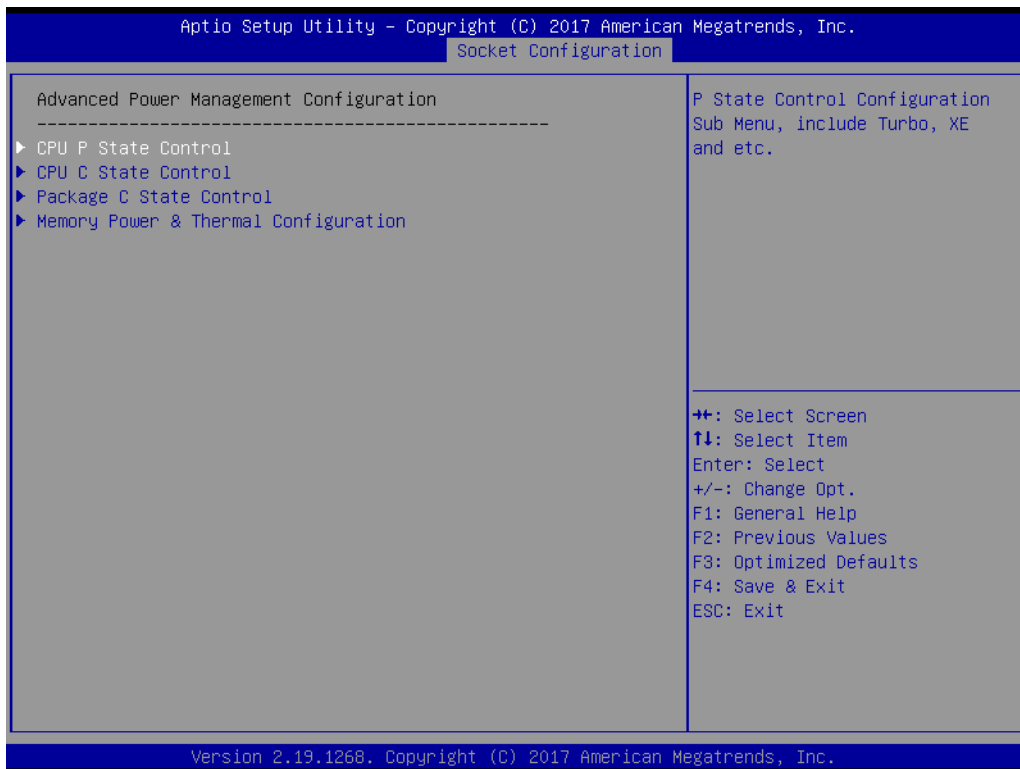 Aptio Setup Utility – Copyright (C) 2017 American Megatrends, Inc.
Socket Configuration
Advanced Power Management Configuration
--------------------------------------------------
▶ CPU P State Control
▶ CPU C State Control
▶ Package C State Control
▶ Memory Power & Thermal Configuration
P State Control Configuration
Sub Menu, include Turbo, XE
and etc.
→←: Select Screen
↑↓: Select Item
Enter: Select
+/-: Change Opt.
F1: General Help
F2: Previous Values
F3: Optimized Defaults
F4: Save & Exit
ESC: Exit
Version 2.19.1268. Copyright (C) 2017 American Megatrends, Inc.